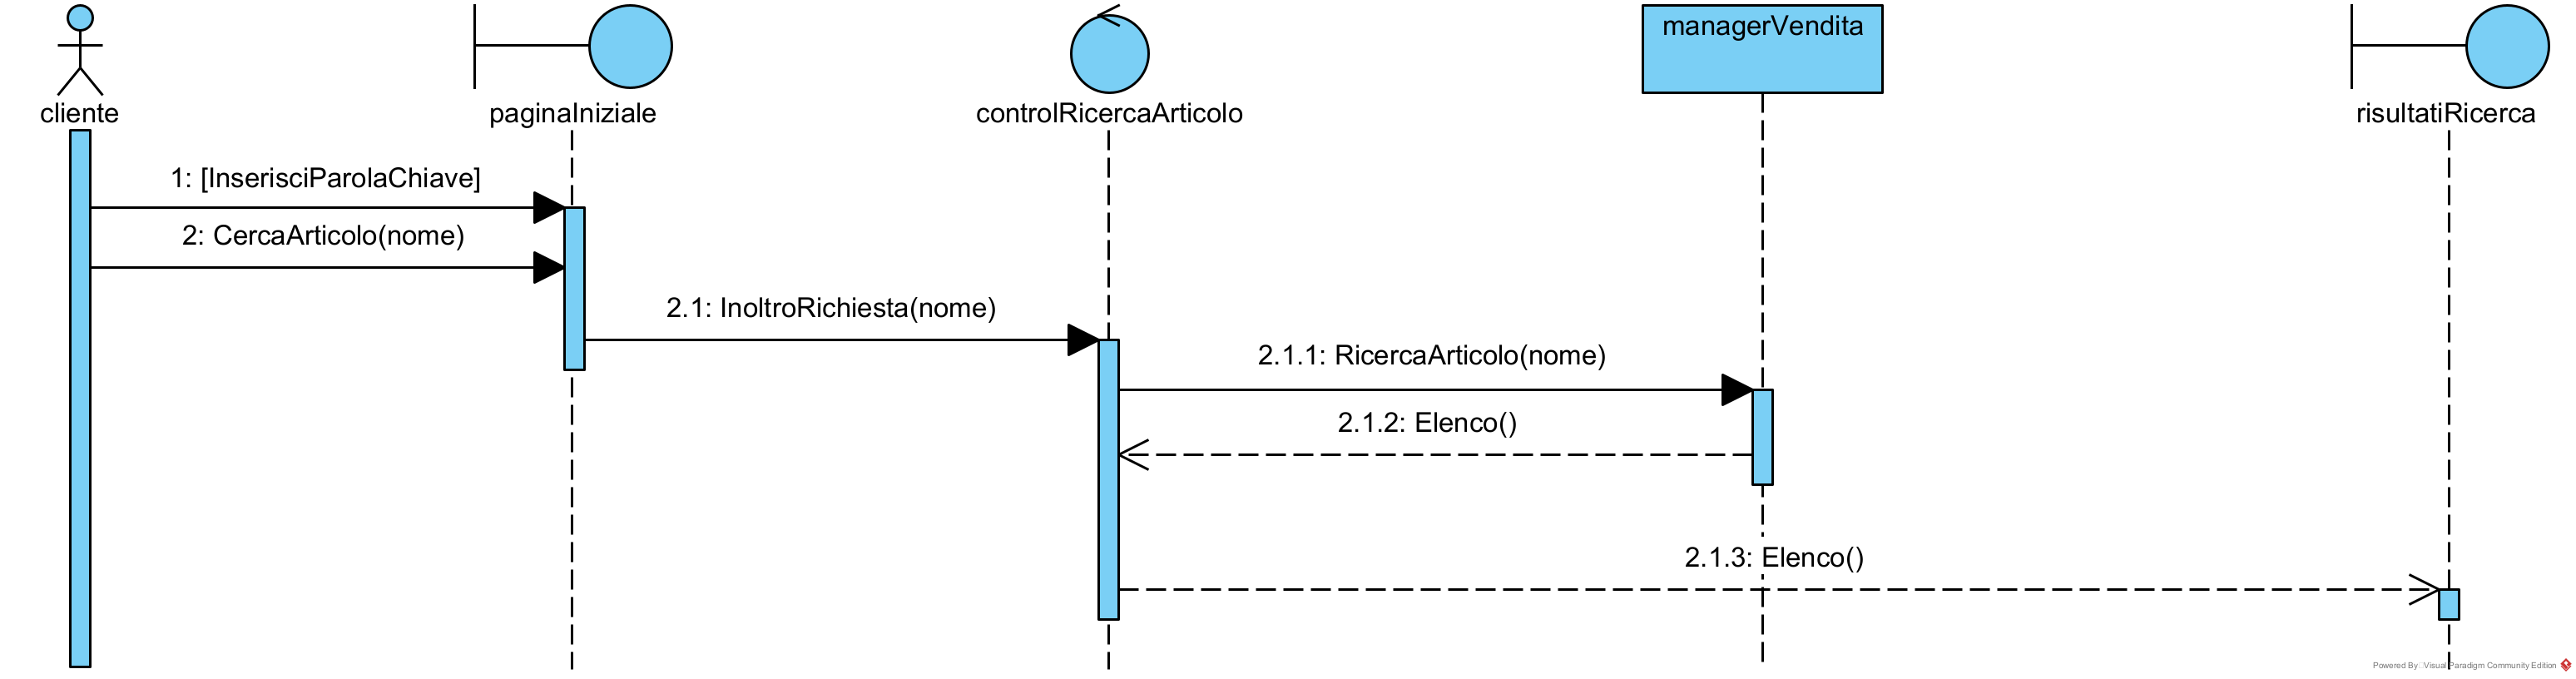 cliente
paginaIniziale
controlRicercaArticolo
managerVendita
risultatiRicerca
1: [InserisciParolaChiave]
2: CercaArticolo(nome)
2.1: InoltroRichiesta(nome)
2.1.1: RicercaArticolo(nome)
2.1.2: Elenco()
2.1.3: Elenco()
Powered By Visual Paradigm Community Edition